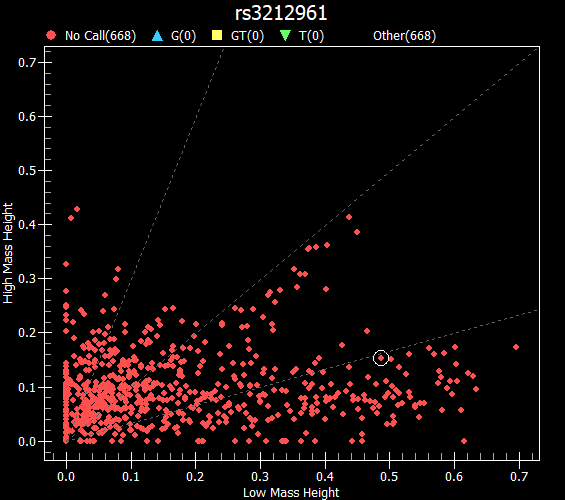 rs3212961
No Call(668) G(0) GT(0) T(0) Other(668)
High Mass Height
0.7
0.6
0.5
0.4
0.3
0.2
0.1
0.0
0.0 0.1 0.2 0.3 0.4 0.5 0.6 0.7
Low Mass Height